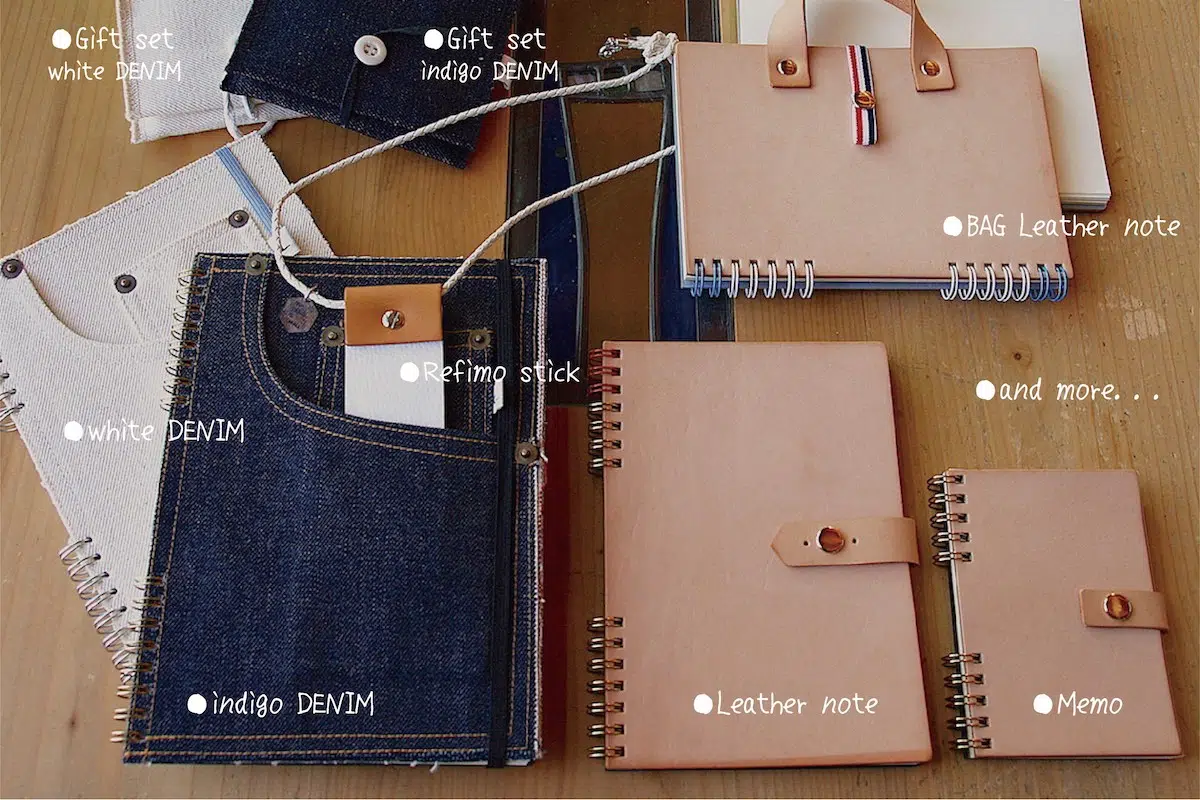 ●Gift set
white DENIM
●Gift set
indigo DENIM
●BAG Leather note
●Refimo stick
●and more...
●white DENIM
●indigo DENIM
●Leather note
●Memo